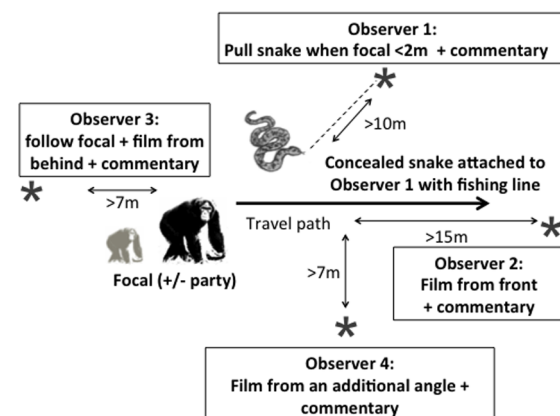 Observer 1:
Pull snake when focal <2m + commentary
Observer 3:
follow focal + film from
behind + commentary
>10m
Concealed snake attached to
Observer 1 with fishing line
>7m
Travel path
>15m
Focal (+/- party)
>7m
Observer 2:
Film from front
+ commentary
Observer 4:
Film from an additional angle +
commentary